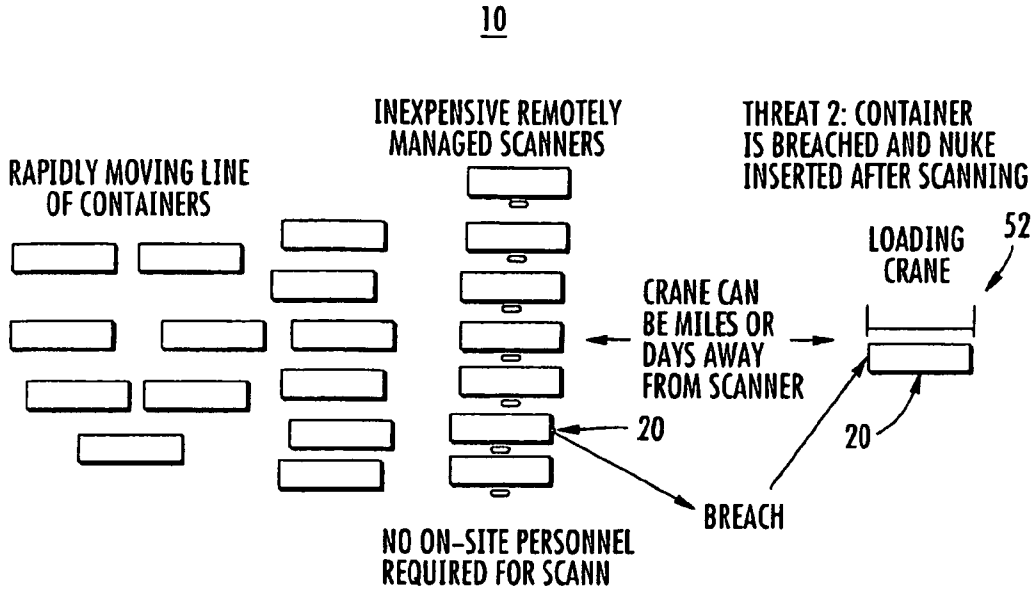 10
INEXPENSIVE REMOTELY
MANAGED SCANNERS
THREAT 2: CONTAINER
IS BREACHED AND NUKE
INSERTED AFTER SCANNING
RAPIDLY MOVING LINE
OF CONTAINERS
LOADING
CRANE
52
CRANE CAN
BE MILES OR
DAYS AWAY
FROM SCANNER
20
20
BREACH
NO ON-SITE PERSONNEL
REQUIRED FOR SCANN